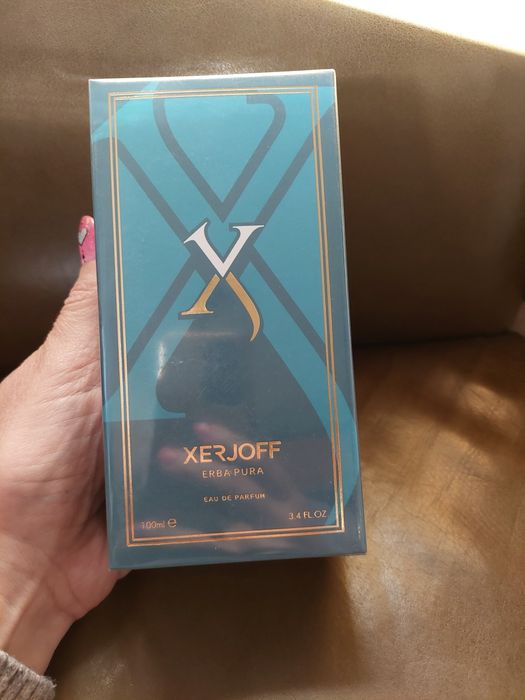 XERJOFF
ERBA PURA
EAU DE PARFUM
100ml e 3.4 FL.OZ